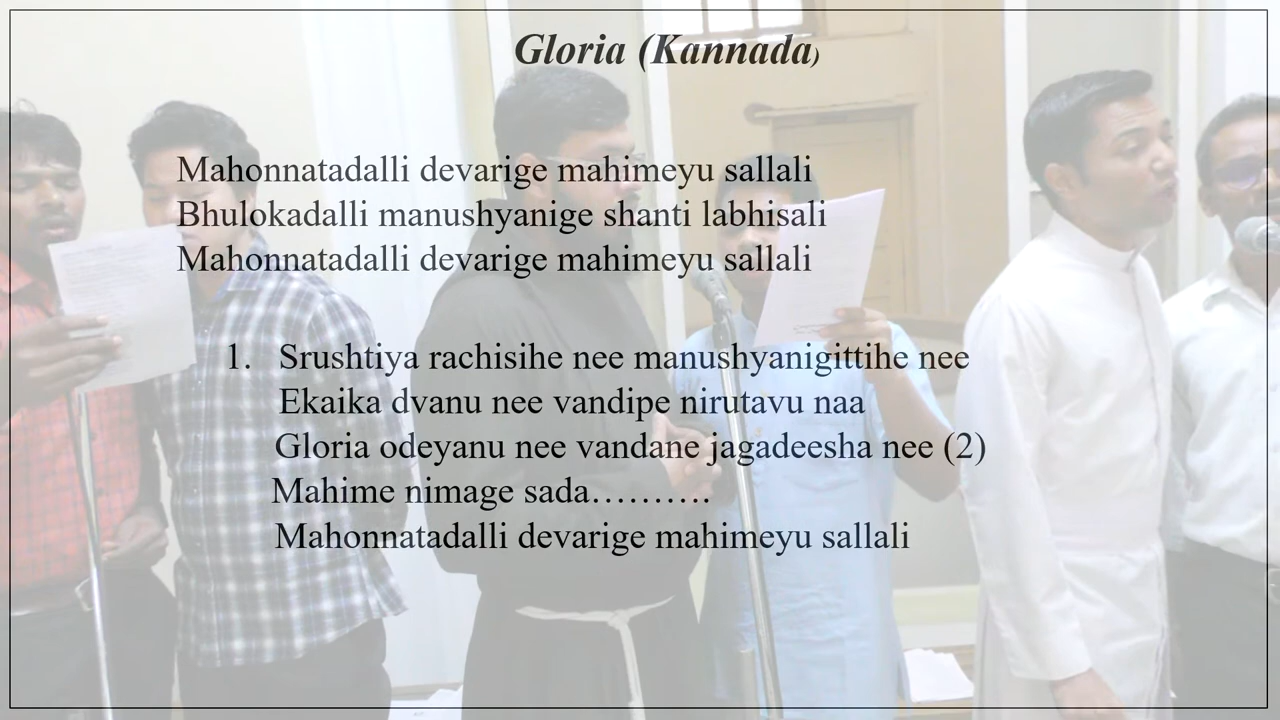 Gloria (Kannada)
Mahonnatadalli devarige mahimeyu sallali
Bhulokadalli manushyanige shanti labhisali
Mahonnatadalli devarige mahimeyu sallali
1. Srushtiya rachisihe nee manushyanigittihe nee
Ekaika dvanu nee vandipe nirutavu naa
Gloria odeyanu nee vandane jagadeesha nee (2)
Mahime nimage sada……….
Mahonnatadalli devarige mahimeyu sallali